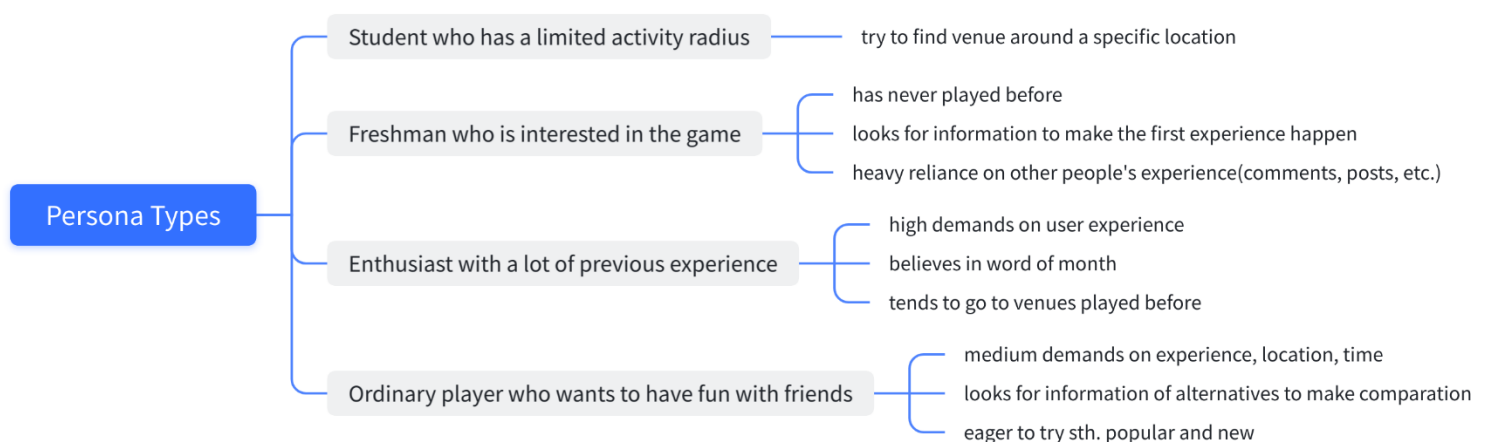 Persona Types
Student who has a limited activity radius
try to find venue around a specific location
Freshman who is interested in the game
has never played before
looks for information to make the first experience happen
heavy reliance on other people's experience(comments, posts, etc.)
Enthusiast with a lot of previous experience
high demands on user experience
believes in word of month
tends to go to venues played before
Ordinary player who wants to have fun with friends
medium demands on experience, location, time
looks for information of alternatives to make comparation
eager to try sth. popular and new